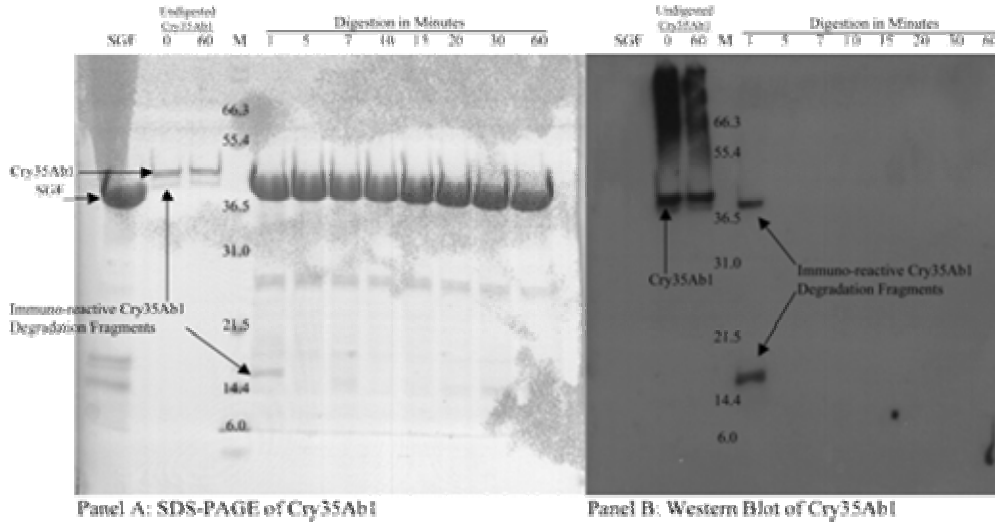 Undigested
Cry35Ab1
SGF 0 60 M
Digestion in Minutes
1 5 7 10 15 20 30 60
66.3
55.4
Cry35Ab1
SGF
36.5
31.0
Immuno-reactive Cry35Ab1
Degradation Fragments
21.5
14.4
6.0
Panel A: SDS-PAGE of Cry35Ab1
Undigested
Cry35Ab1
SGF 0 60 M
Digestion in Minutes
1 5 7 10 15 20 30 60
66.3
55.4
36.5
31.0
Cry35Ab1
Immuno-reactive Cry35Ab1
Degradation Fragments
21.5
14.4
6.0
Panel B: Western Blot of Cry35Ab1